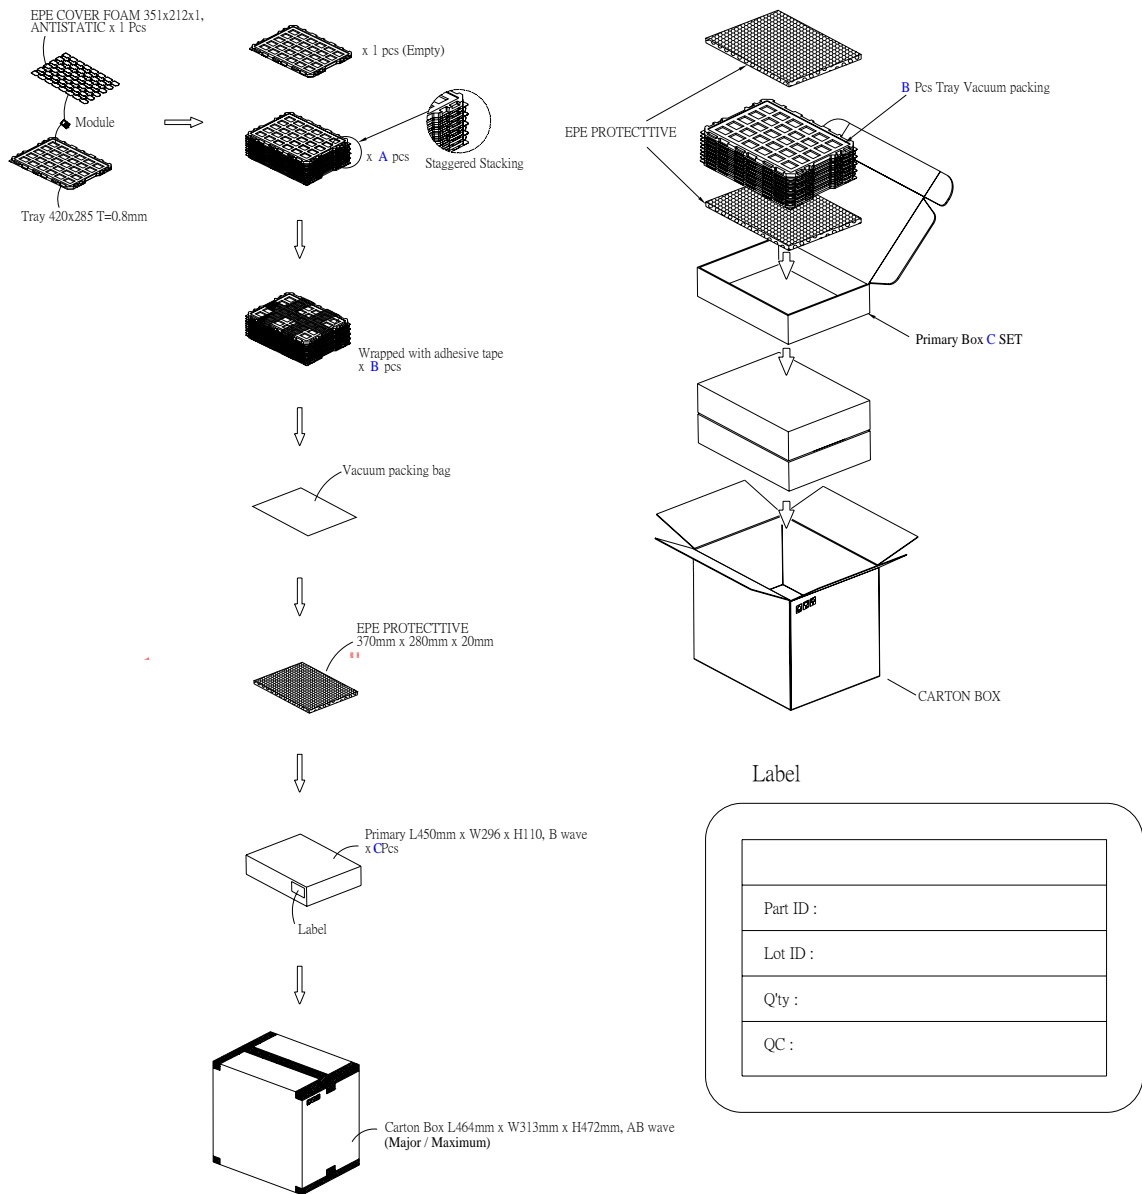 EPE COVER FOAM 351x212x1,
ANTISTATIC x 1 Pcs
Module
Tray 420x285 T=0.8mm
x 1 pcs (Empty)
x A pcs
Staggered Stacking
Wrapped with adhesive tape
x B pcs
Vacuum packing bag
EPE PROTECTTIVE
370mm x 280mm x 20mm
Primary L450mm x W296 x H110, B wave
x CPcs
Label
Carton Box L464mm x W313mm x H472mm, AB wave
(Major / Maximum)
B Pcs Tray Vacuum packing
EPE PROTECTTIVE
Primary Box C SET
CARTON BOX
Label
Part ID :
Lot ID :
Q'ty :
QC :